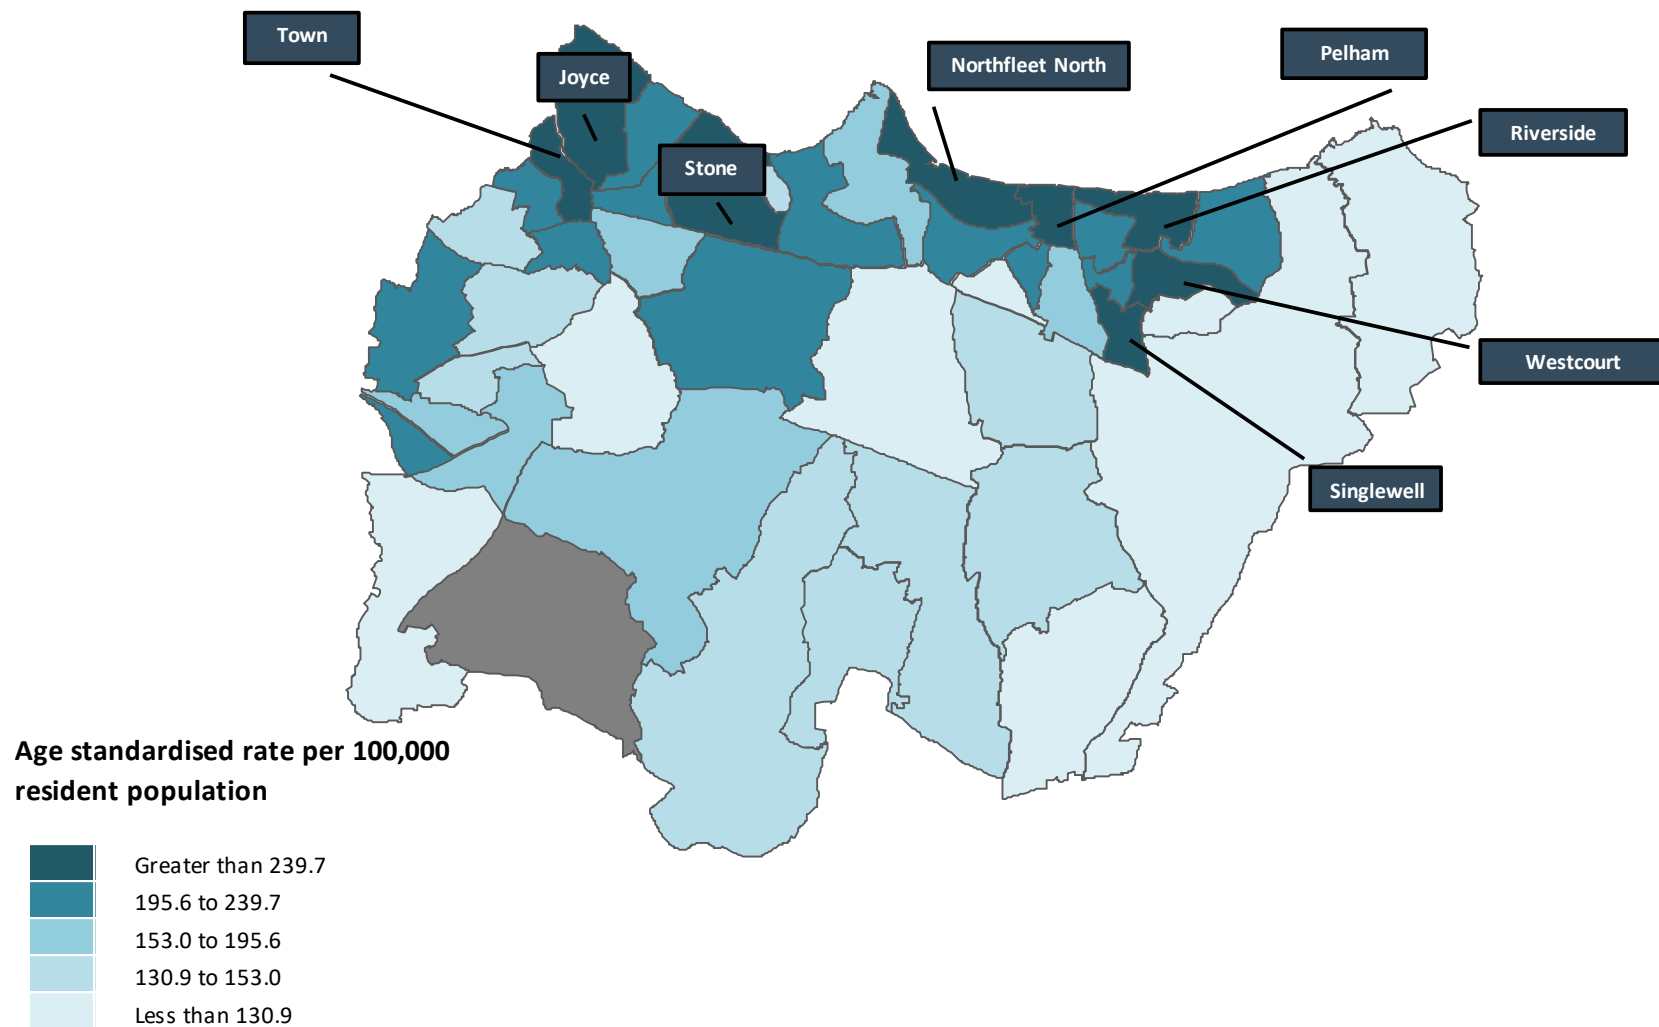 Town
Joyce
Northfleet North
Pelham
Riverside
Stone
Westcourt
Singlewell
Age standardised rate per 100,000
resident population
Greater than 239.7
195.6 to 239.7
153.0 to 195.6
130.9 to 153.0
Less than 130.9